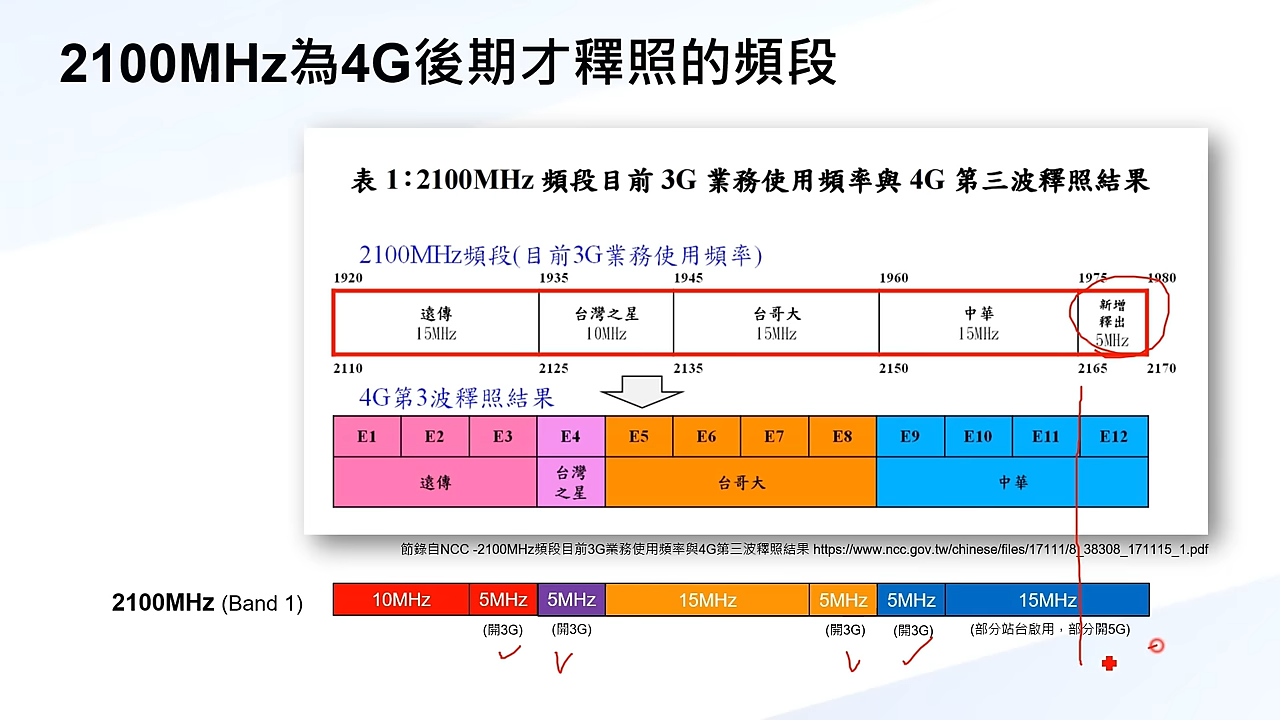 2100MHz為4G後期才釋照的頻段
表 1：2100MHz 頻段目前 3G 業務使用頻率與 4G 第三波釋照結果
2100MHz頻段(目前3G業務使用頻率)
1920 1935 1945 1960 1975 1980
遠傳 台灣之星 台哥大 中華 新增
釋出
15MHz 10MHz 15MHz 15MHz 5MHz
2110 2125 2135 2150 2165 2170
4G第3波釋照結果
E1 E2 E3 E4 E5 E6 E7 E8 E9 E10 E11 E12
遠傳 台灣 台哥大 中華
之星
節錄自NCC -2100MHz頻段目前3G業務使用頻率與4G第三波釋照結果 https://www.ncc.gov.tw/chinese/files/17111/8_38308_171115_1.pdf
2100MHz (Band 1) 10MHz 5MHz 5MHz 15MHz 5MHz 5MHz 15MHz
(開3G) (開3G) (開3G) (開3G) (部分站台啟用，部分開5G)